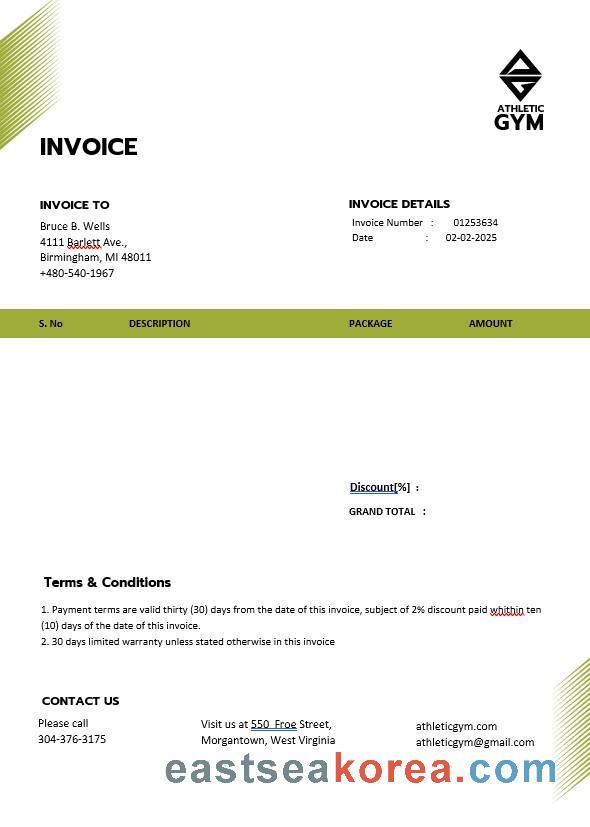 ATHLETIC
GYM
INVOICE
INVOICE TO
Bruce B. Wells
4111 Barlett Ave.,
Birmingham, MI 48011
+480-540-1967
INVOICE DETAILS
Invoice Number : 01253634
Date : 02-02-2025
S. No DESCRIPTION PACKAGE AMOUNT
Discount[%] :
GRAND TOTAL :
Terms & Conditions
1. Payment terms are valid thirty (30) days from the date of this invoice, subject of 2% discount paid whithin ten
(10) days of the date of this invoice.
2. 30 days limited warranty unless stated otherwise in this invoice
CONTACT US
Please call
304-376-3175
Visit us at 550 Froe Street,
Morgantown, West Virginia
athleticgym.com
athleticgym@gmail.com
eastseakorea.com